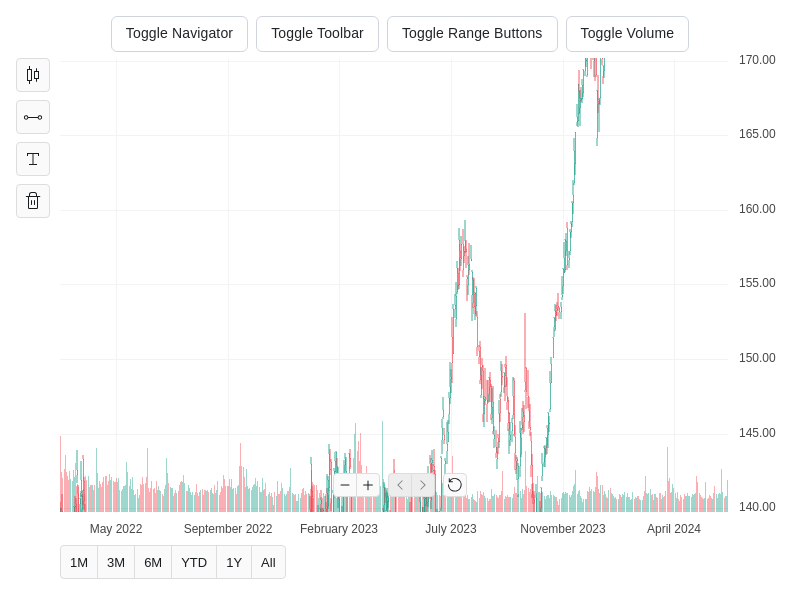 Toggle Navigator Toggle Toolbar Toggle Range Buttons Toggle Volume
170.00
165.00
160.00
155.00
150.00
145.00
140.00
May 2022 September 2022 February 2023 July 2023 November 2023 April 2024
1M 3M 6M YTD 1Y All